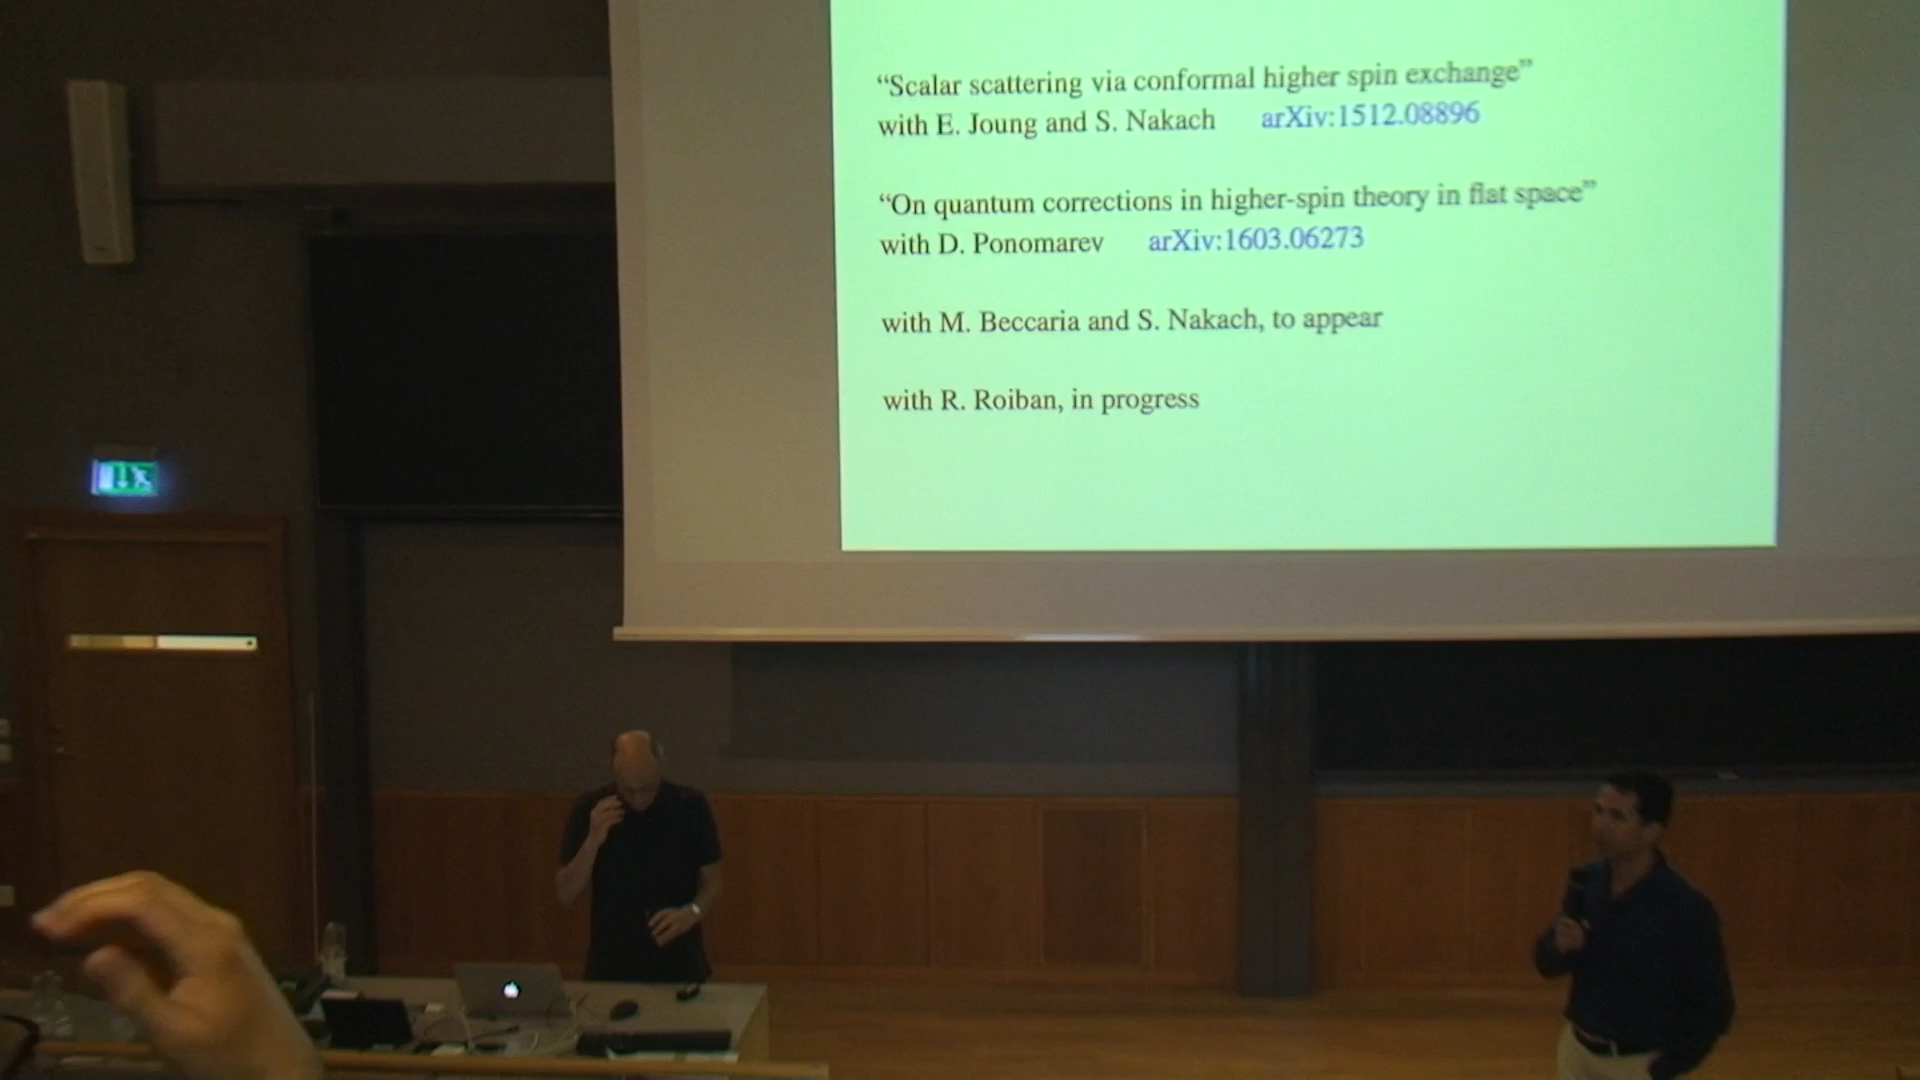 “Scalar scattering via conformal higher spin exchange”
with E. Joung and S. Nakach arXiv:1512.08896
“On quantum corrections in higher-spin theory in flat space”
with D. Ponomarev arXiv:1603.06273
with M. Beccaria and S. Nakach, to appear
with R. Roiban, in progress